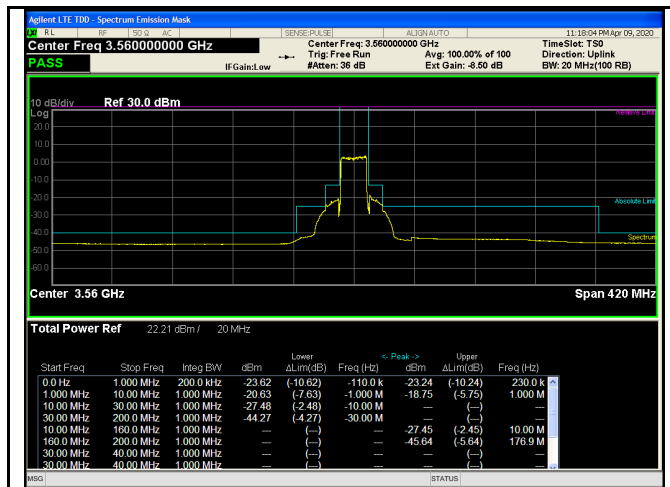 Agilent LTE TDD - Spectrum Emission Mask
LXI RL RF 50 Ω AC SENSE:PULSE ALIGN AUTO 11:18:04 PM Apr 09, 2020
Center Freq 3.560000000 GHz Center Freq: 3.560000000 GHz TimeSlot: TS0
Trig: Free Run Avg: 100.00% of 100 Direction: Uplink
PASS IFGain:Low #Atten: 36 dB Ext Gain: -8.50 dB BW: 20 MHz(100 RB)
10 dB/div Ref 30.0 dBm
Log Relative Limit
20.0
10.0
0.00
-10.0
-20.0 Absolute Limit
-30.0
-40.0 Spectrum
-50.0
-60.0
Center 3.56 GHz Span 420 MHz
Total Power Ref 22.21 dBm / 20 MHz
Lower <- Peak -> Upper
Start Freq Stop Freq Integ BW dBm ΔLim(dB) Freq (Hz) dBm ΔLim(dB) Freq (Hz)
0.0 Hz 1.000 MHz 200.0 kHz -23.62 (-10.62) -110.0 k -23.24 (-10.24) 230.0 k
1.000 MHz 10.00 MHz 1.000 MHz -20.63 (-7.63) -1.000 M -18.75 (-5.75) 1.000 M
10.00 MHz 30.00 MHz 1.000 MHz -27.48 (-2.48) -10.00 M --- (---) ---
30.00 MHz 200.0 MHz 1.000 MHz -44.27 (-4.27) -30.00 M --- (---) ---
10.00 MHz 160.0 MHz 1.000 MHz --- (---) --- -27.45 (-2.45) 10.00 M
160.0 MHz 200.0 MHz 1.000 MHz --- (---) --- -45.64 (-5.64) 176.9 M
30.00 MHz 40.00 MHz 1.000 MHz --- (---) --- --- (---) ---
30.00 MHz 40.00 MHz 1.000 MHz --- (---) --- --- (---) ---
MSG STATUS